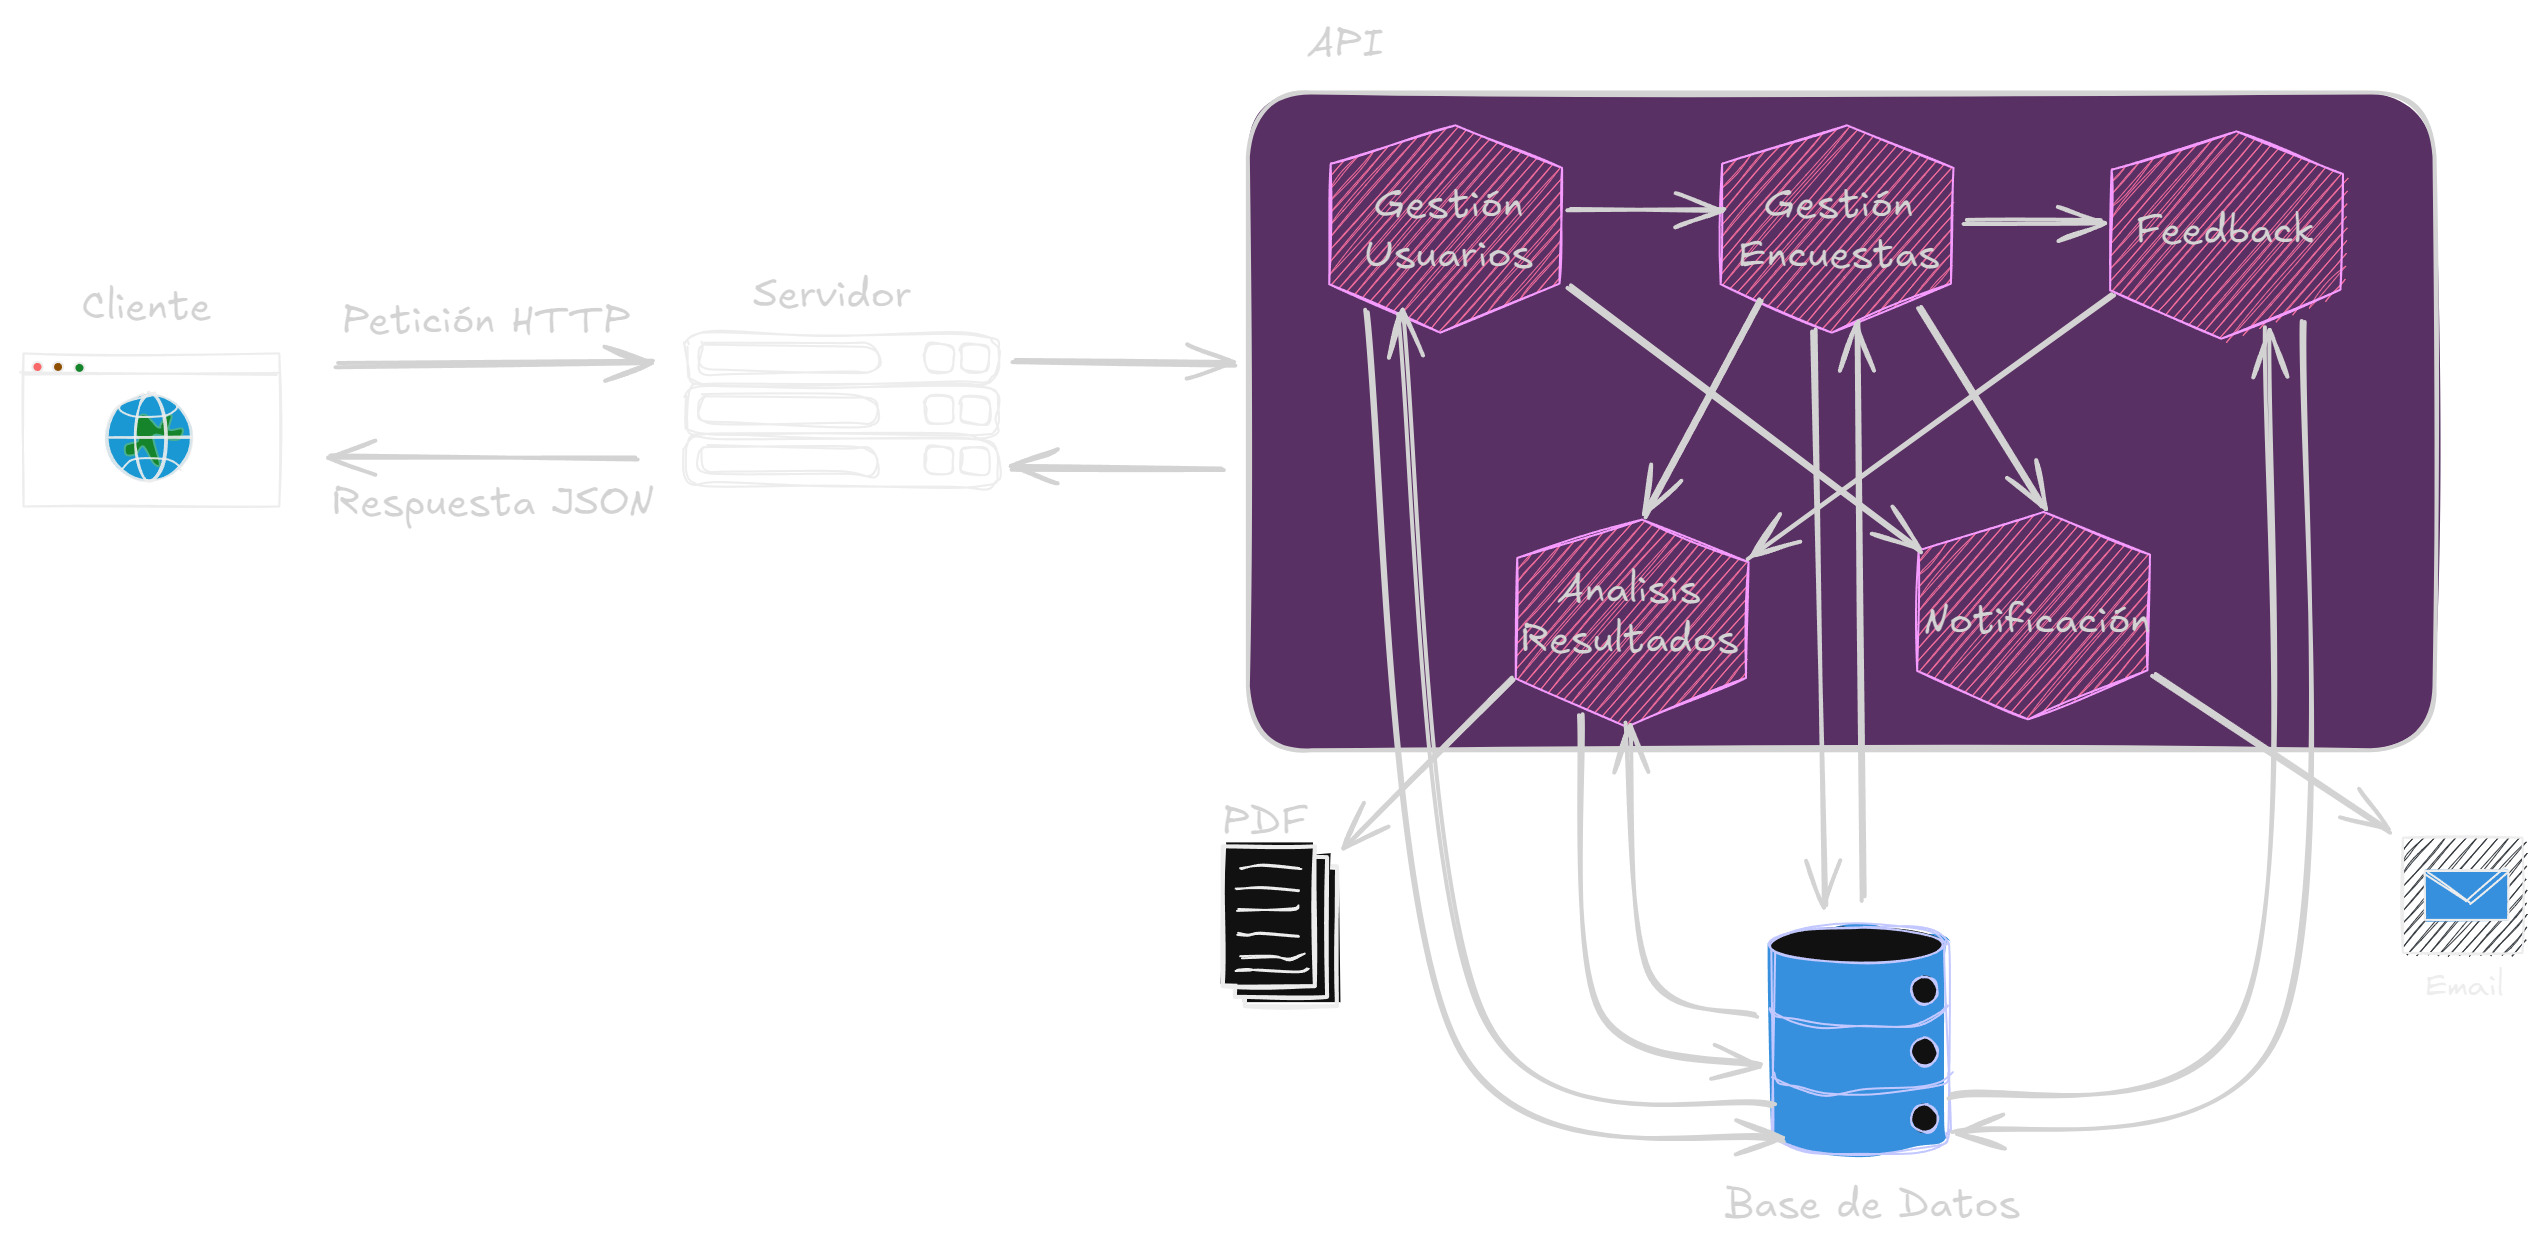 API
Gestión
Usuarios
Gestión
Encuestas
Feedback
Cliente
Petición HTTP
Servidor
Respuesta JSON
Analisis
Resultados
Notificación
PDF
Email
Base de Datos